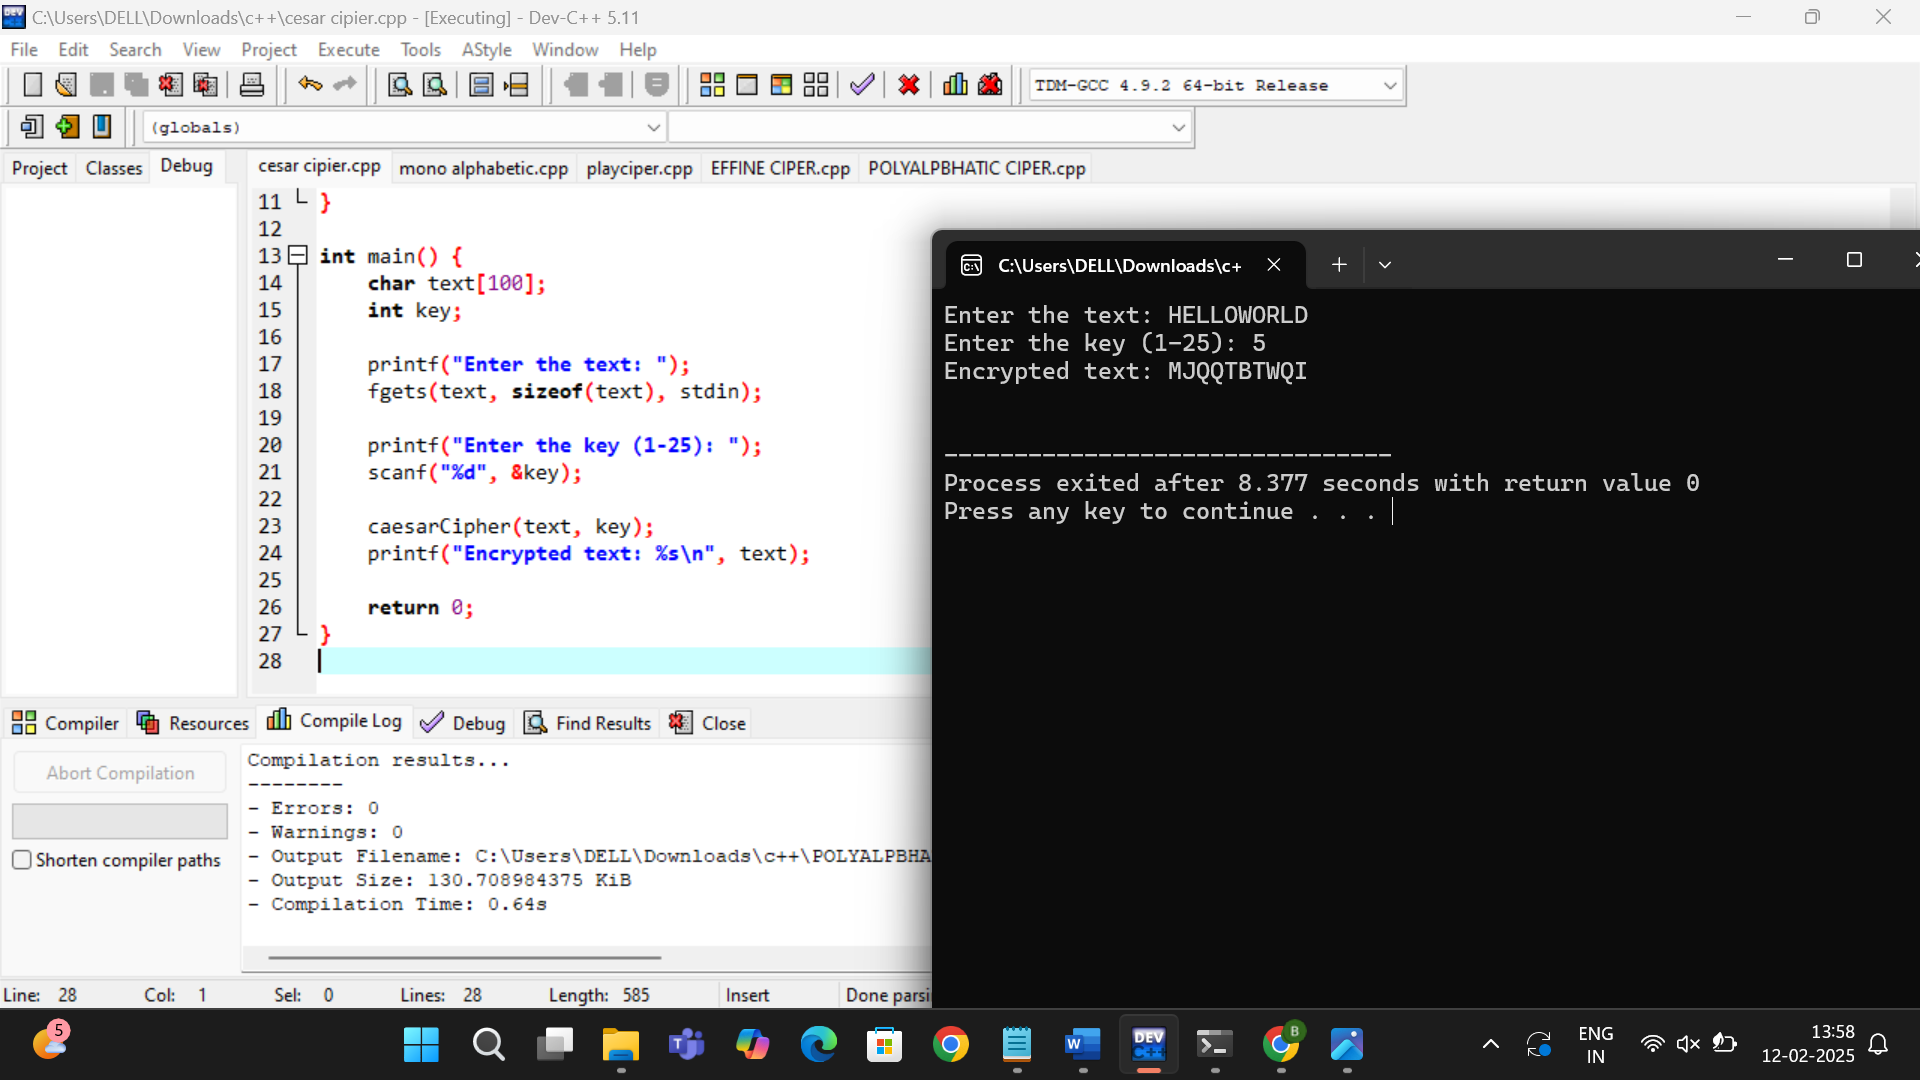 C:\Users\DELL\Downloads\c++\cesar cipier.cpp - [Executing] - Dev-C++ 5.11
File Edit Search View Project Execute Tools AStyle Window Help
TDM-GCC 4.9.2 64-bit Release
(globals)
Project Classes Debug
cesar cipier.cpp mono alphabetic.cpp playciper.cpp EFFINE CIPER.cpp POLYALPBHATIC CIPER.cpp
11 }
12
13 int main() {
14 char text[100];
15 int key;
16
17 printf("Enter the text: ");
18 fgets(text, sizeof(text), stdin);
19
20 printf("Enter the key (1-25): ");
21 scanf("%d", &key);
22
23 caesarCipher(text, key);
24 printf("Encrypted text: %s\n", text);
25
26 return 0;
27 }
28
C:\Users\DELL\Downloads\c+
Enter the text: HELLOWORLD
Enter the key (1-25): 5
Encrypted text: MJQQTBTWQI
--------------------------------
Process exited after 8.377 seconds with return value 0
Press any key to continue . . .
Compiler Resources Compile Log Debug Find Results Close
Abort Compilation
Shorten compiler paths
Compilation results...
--------
- Errors: 0
- Warnings: 0
- Output Filename: C:\Users\DELL\Downloads\c++\POLYALPBHA
- Output Size: 130.708984375 KiB
- Compilation Time: 0.64s
Line: 28 Col: 1 Sel: 0 Lines: 28 Length: 585 Insert Done parsi
5
DEV
C++
B
ENG
IN
13:58
12-02-2025